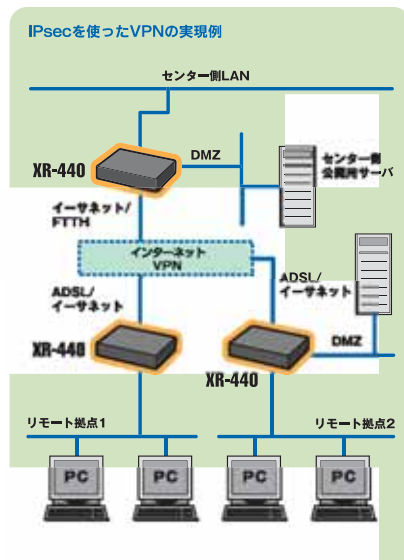 IPsecを使ったVPNの実現例
センター側LAN
DMZ
XR-440
センター側
公開用サーバ
イーサネット/
FTTH
インターネット
VPN
ADSL/
イーサネット
ADSL/
イーサネット
XR-440
DMZ
XR-440
リモート拠点1
リモート拠点2
PC
PC
PC
PC